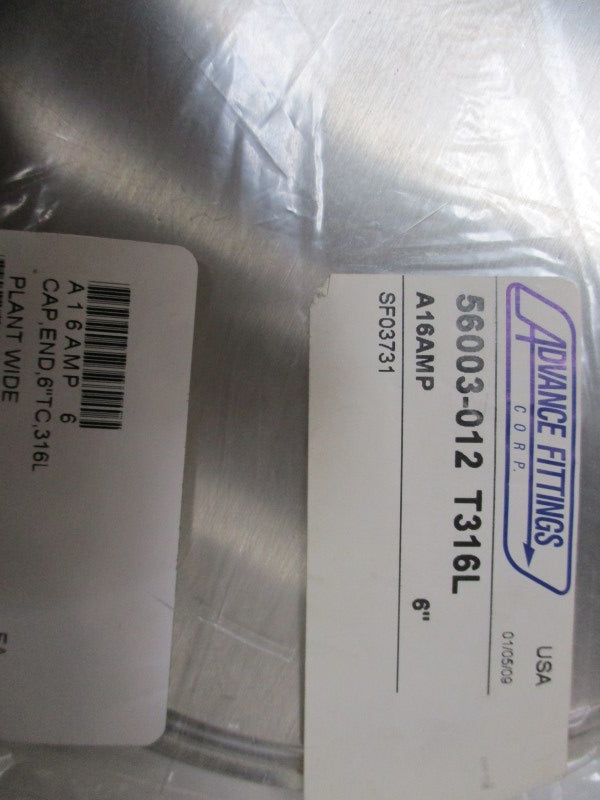 ADVANCE FITTINGS
CORP.
USA
01/05/09
56003-012 T316L
A16AMP 6"
SF03731
A16AMP 6
CAP,END,6"TC,316L
PLANT WIDE
EA